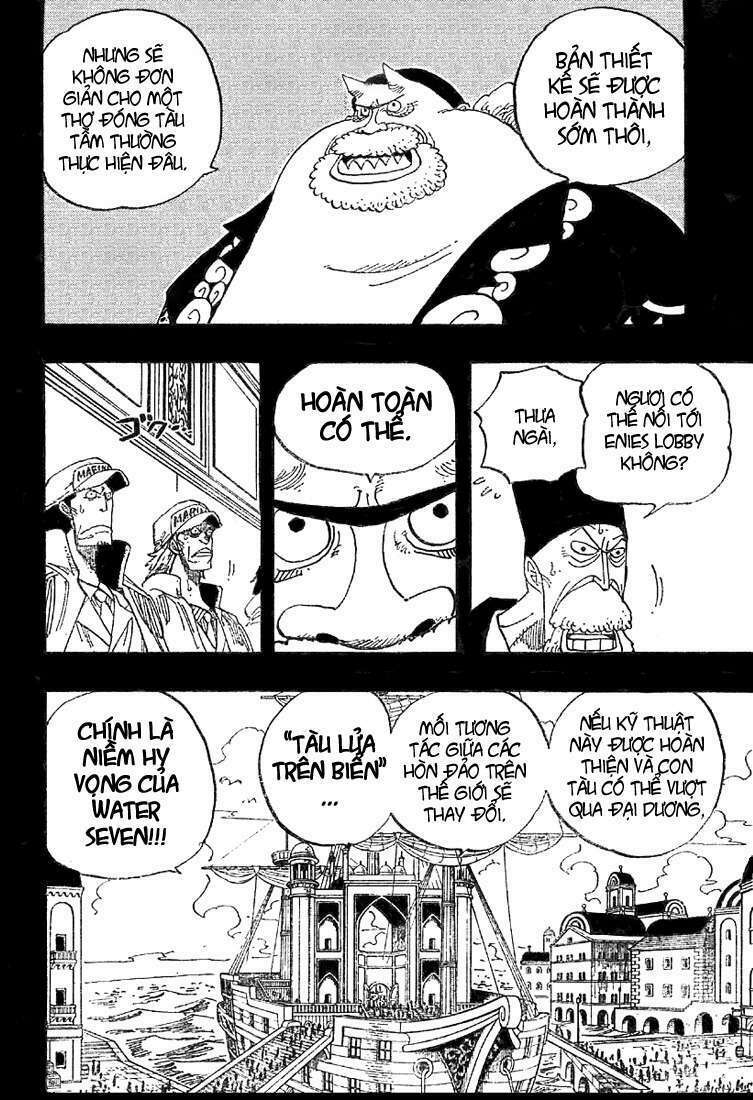 BẢN THIẾT
KẾ SẼ ĐƯỢC
HOÀN THÀNH
SỚM THÔI,
NHƯNG SẼ
KHÔNG ĐƠN
GIẢN CHO MỘT
THỢ ĐÓNG TÀU
TẦM THƯỜNG
THỰC HIỆN ĐÂU.
NGƯƠI CÓ
THỂ NỐI TỚI
ENIES LOBBY
KHÔNG?
THƯA
NGÀI,
HOÀN TOÀN
CÓ THỂ.
ゴク…
MARINE
MARINE
NẾU KỸ THUẬT
NÀY ĐƯỢC HOÀN
THIỆN VÀ CON
TÀU CÓ THỂ VƯỢT
QUA ĐẠI DƯƠNG,
MỐI TƯƠNG
TÁC GIỮA CÁC
HÒN ĐẢO TRÊN
THẾ GIỚI SẼ
THAY ĐỔI.
"TÀU LỬA
TRÊN BIỂN"
...
CHÍNH LÀ
NIỀM HY
VỌNG CỦA
WATER
SEVEN!!!